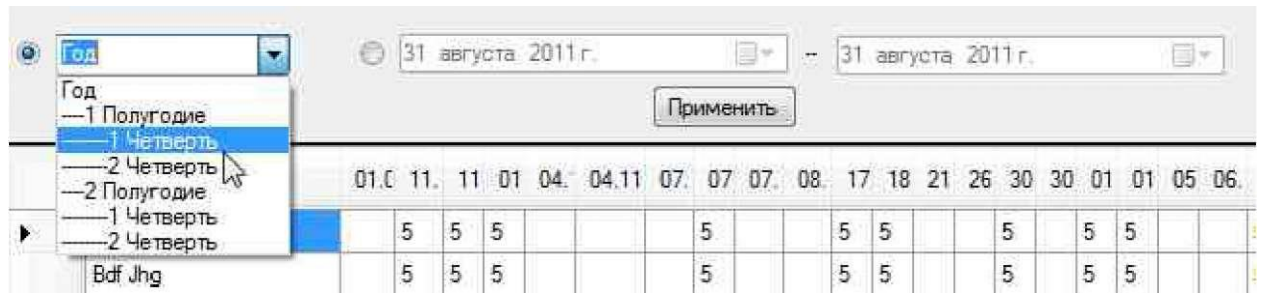 Год 31 августа 2011 г. -- 31 августа 2011 г.
Год
----1 Полугодие
-------1 Четверть
-------2 Четверть
----2 Полугодие
-------1 Четверть
-------2 Четверть
Применить
11. 11 01 04. 04.11 07. 07 07. 08. 17 18 21 26 30 30 01 01 05 06.
5 5 5 5 5 5 5 5 5
Bdf Jhg 5 5 5 5 5 5 5 5 5